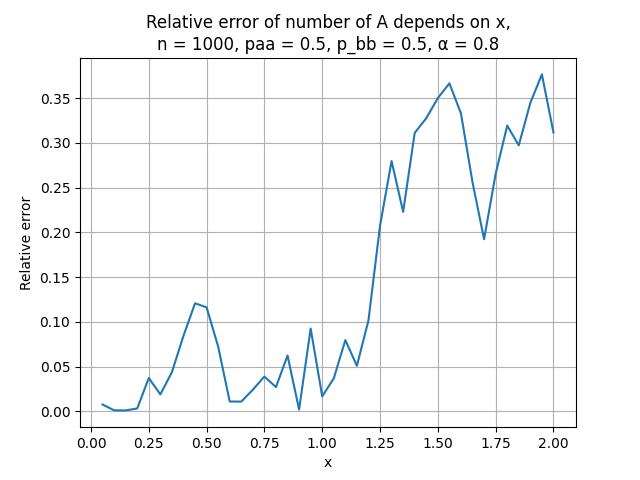 Relative error of number of A depends on x,
n = 1000, paa = 0.5, p_bb = 0.5, α = 0.8
Relative error
0.35
0.30
0.25
0.20
0.15
0.10
0.05
0.00
0.00 0.25 0.50 0.75 1.00 1.25 1.50 1.75 2.00
x